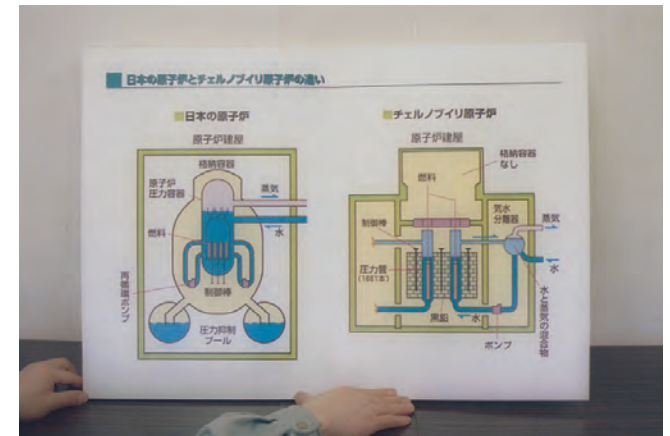 日本の原子炉とチェルノブイリ原子炉の違い
日本の原子炉
原子炉建屋
格納容器
原子炉
圧力容器
蒸気
水
燃料
制御棒
再循環ポンプ
圧力抑制
プール
チェルノブイリ原子炉
原子炉建屋
格納容器
なし
燃料
制御棒
気水
分離器
蒸気
水
圧力管
(1661本)
黒鉛
水
ポンプ
水と蒸気の混合物